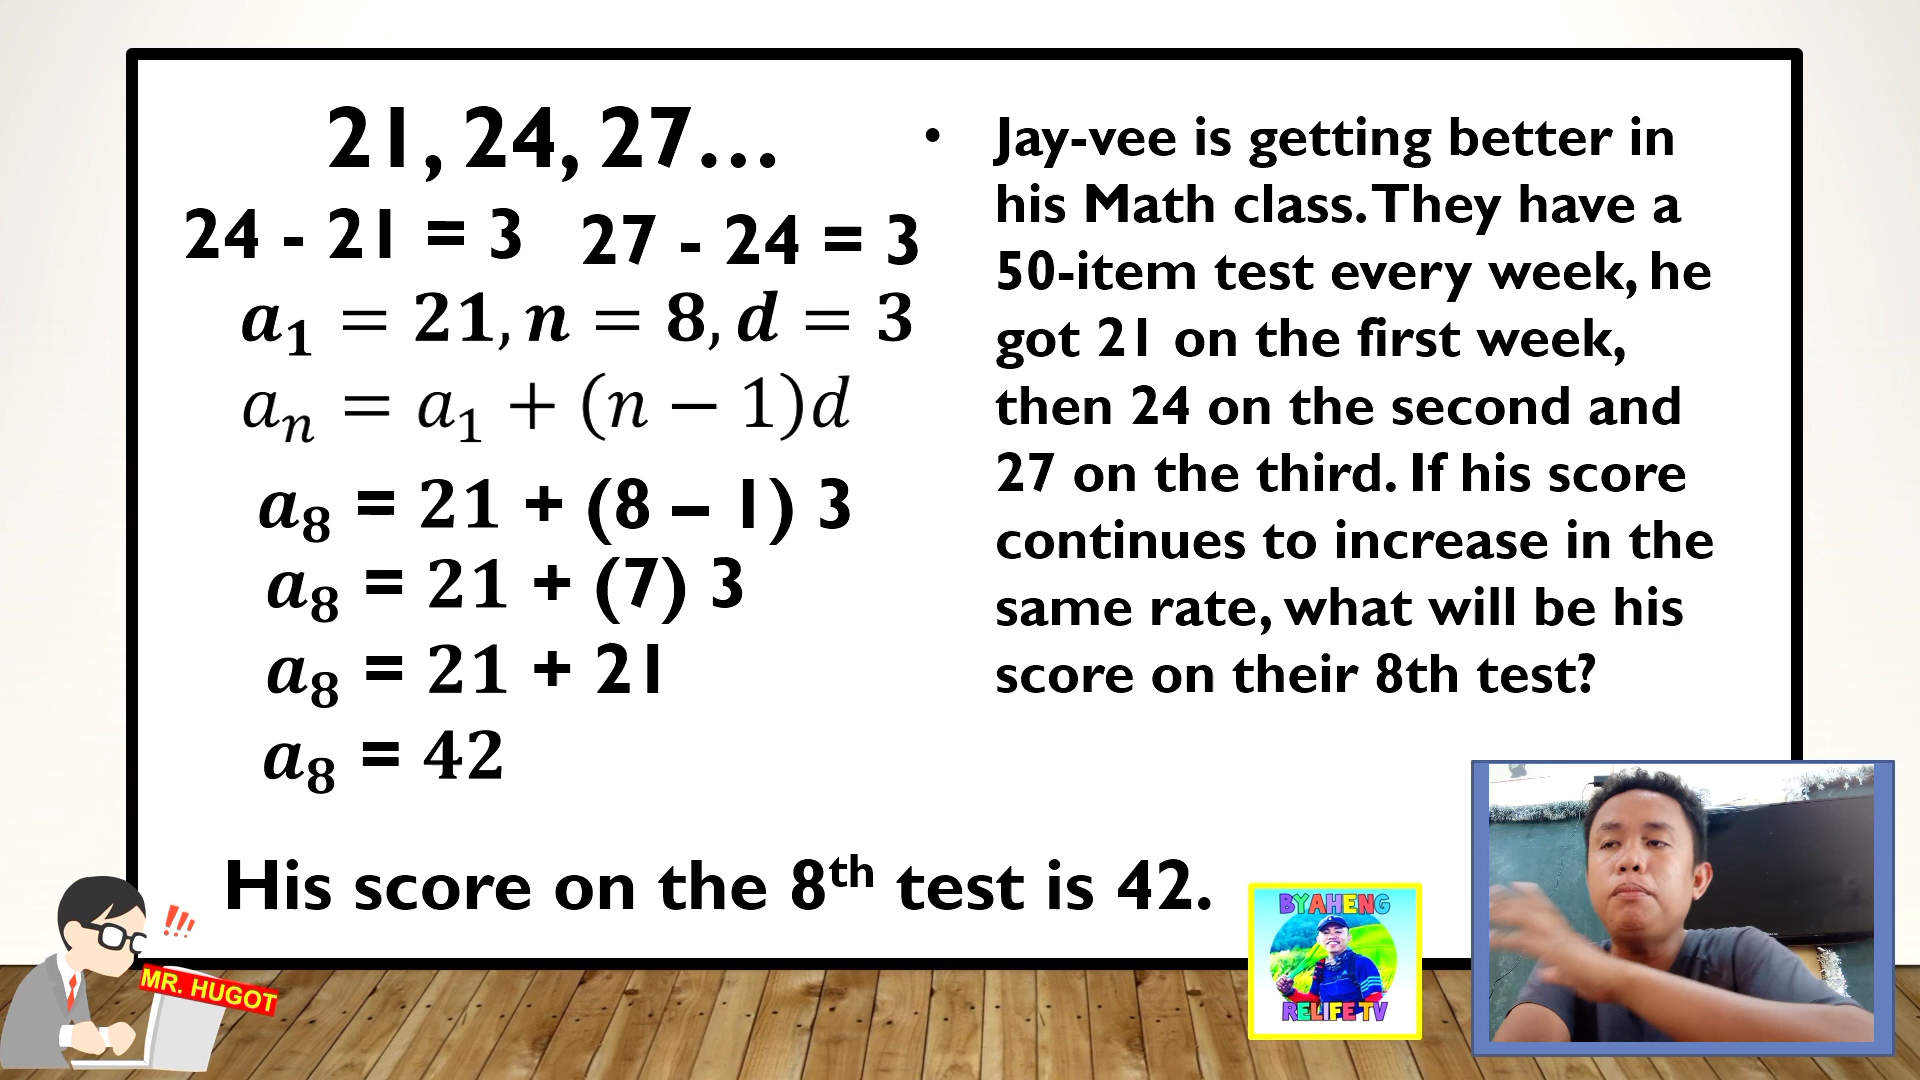 21, 24, 27…
24 - 21 = 3 27 - 24 = 3
a₁ = 21, n = 8, d = 3
aₙ = a₁ + (n − 1)d
a₈ = 21 + (8 – 1) 3
a₈ = 21 + (7) 3
a₈ = 21 + 21
a₈ = 42
• Jay-vee is getting better in
his Math class. They have a
50-item test every week, he
got 21 on the first week,
then 24 on the second and
27 on the third. If his score
continues to increase in the
same rate, what will be his
score on their 8th test?
His score on the 8ᵗʰ test is 42.
!!!
MR. HUGOT
BYAHENG
RELIFE TV